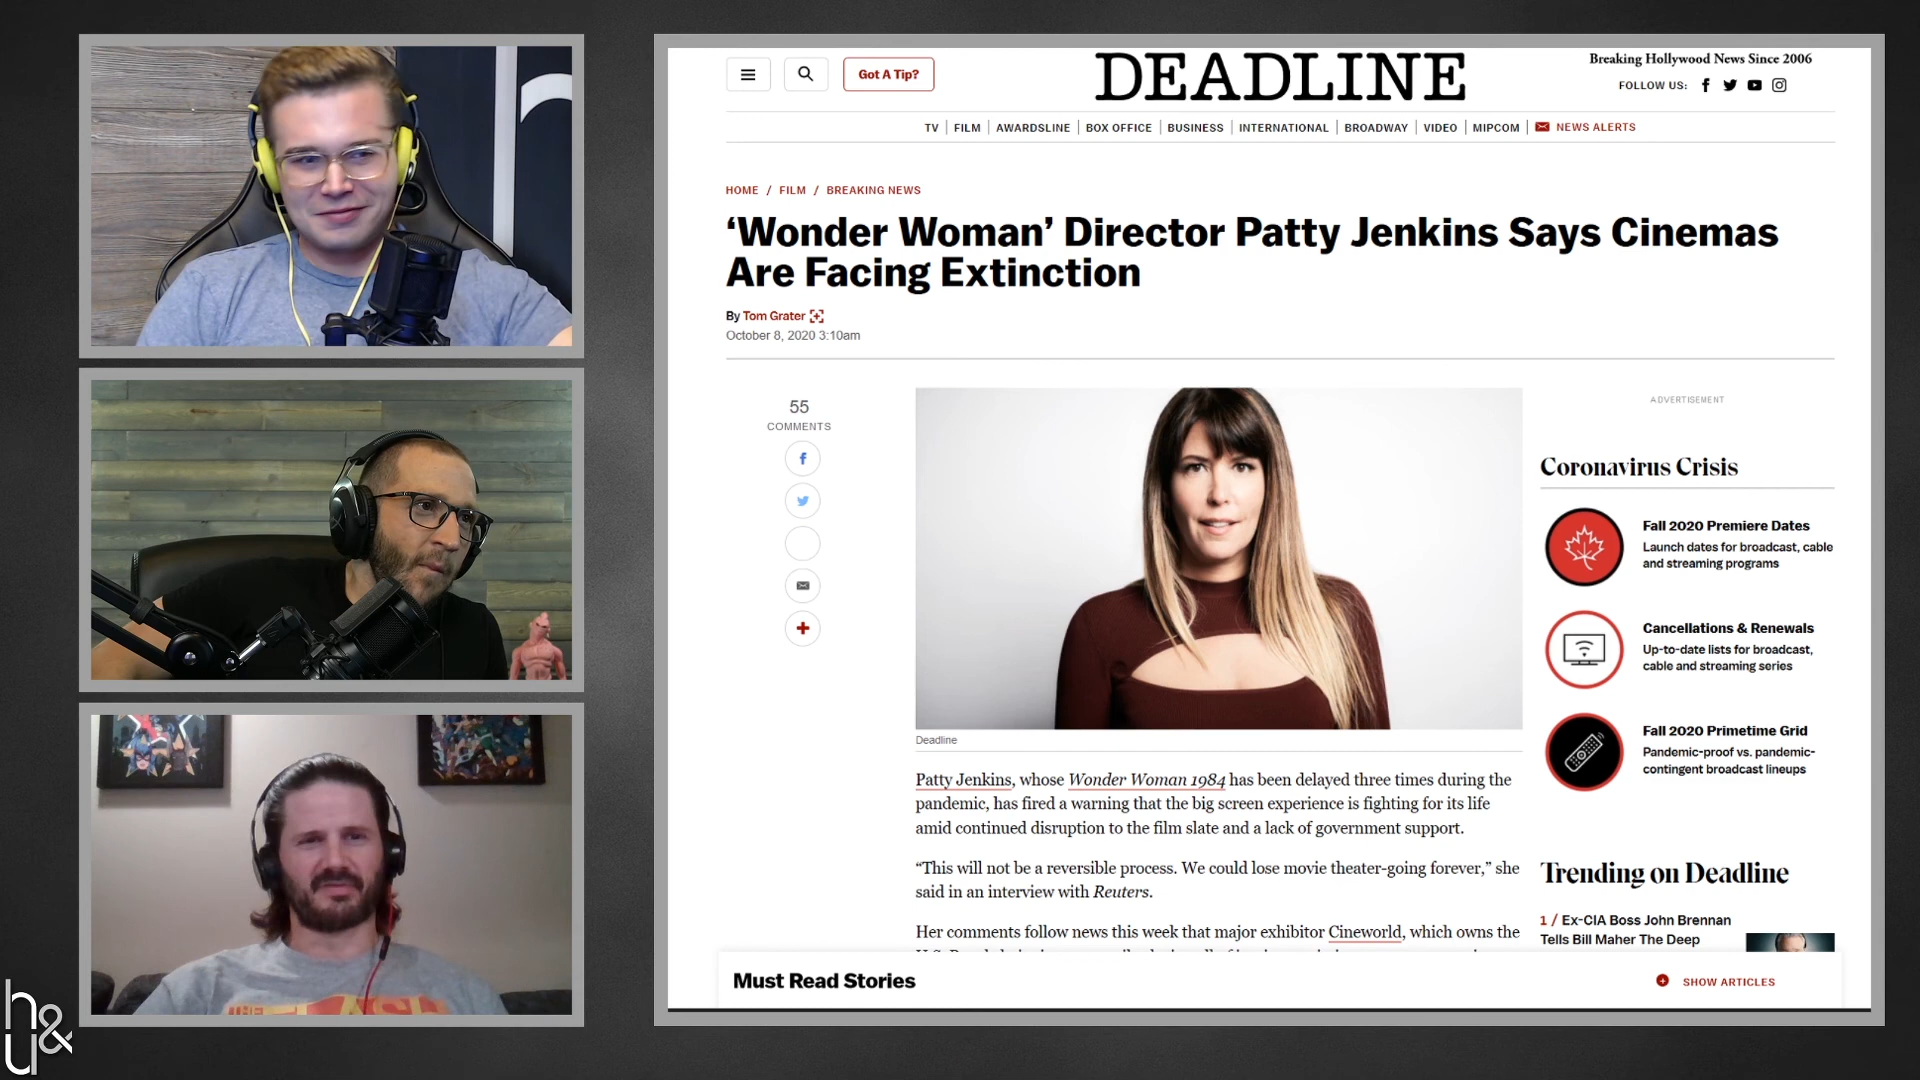 Got A Tip?
DEADLINE
Breaking Hollywood News Since 2006
FOLLOW US:
TV | FILM | AWARDSLINE | BOX OFFICE | BUSINESS | INTERNATIONAL | BROADWAY | VIDEO | MIPCOM | NEWS ALERTS
HOME / FILM / BREAKING NEWS
‘Wonder Woman’ Director Patty Jenkins Says Cinemas
Are Facing Extinction
By Tom Grater
October 8, 2020 3:10am
55
COMMENTS
Deadline
Patty Jenkins, whose Wonder Woman 1984 has been delayed three times during the
pandemic, has fired a warning that the big screen experience is fighting for its life
amid continued disruption to the film slate and a lack of government support.
“This will not be a reversible process. We could lose movie theater-going forever,” she
said in an interview with Reuters.
Her comments follow news this week that major exhibitor Cineworld, which owns the
ADVERTISEMENT
Coronavirus Crisis
Fall 2020 Premiere Dates
Launch dates for broadcast, cable
and streaming programs
Cancellations & Renewals
Up-to-date lists for broadcast,
cable and streaming series
Fall 2020 Primetime Grid
Pandemic-proof vs. pandemic-
contingent broadcast lineups
Trending on Deadline
1 / Ex-CIA Boss John Brennan
Tells Bill Maher The Deep
Must Read Stories
SHOW ARTICLES
h&
y